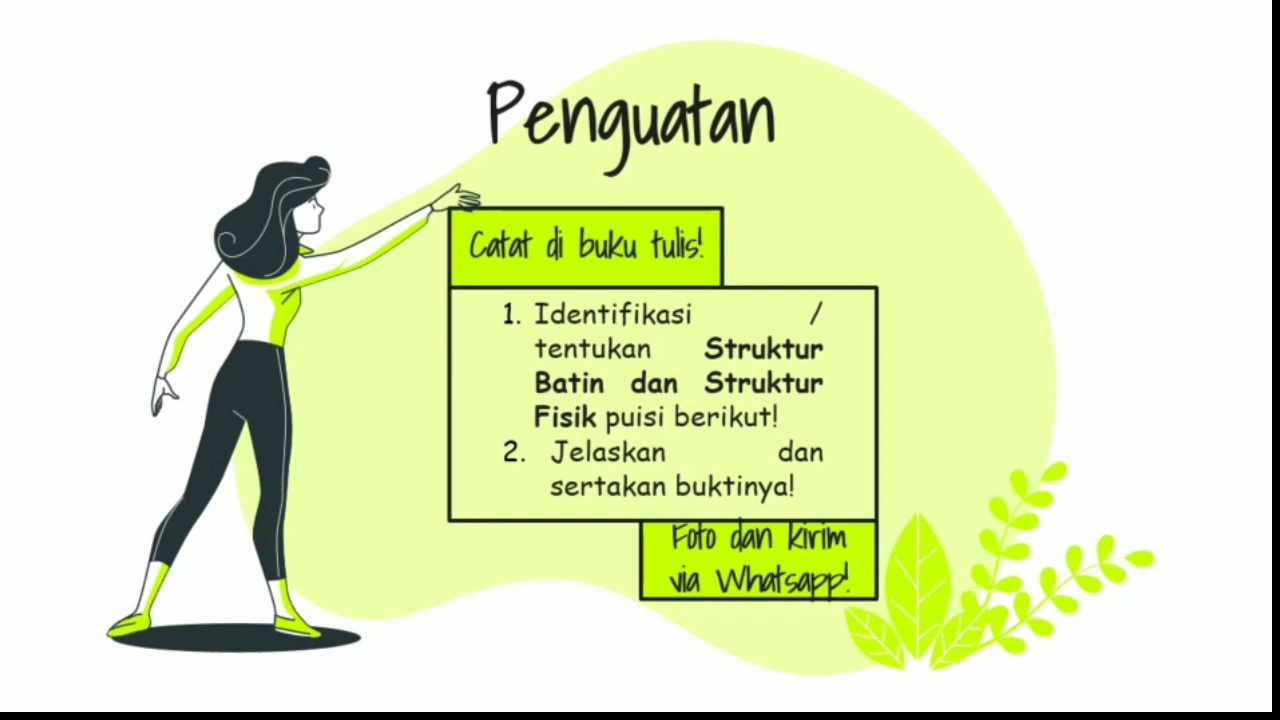 Penguatan
Catat di buku tulis!
1. Identifikasi /
tentukan Struktur
Batin dan Struktur
Fisik puisi berikut!
2. Jelaskan dan
sertakan buktinya!
Foto dan kirim
via Whatsapp!